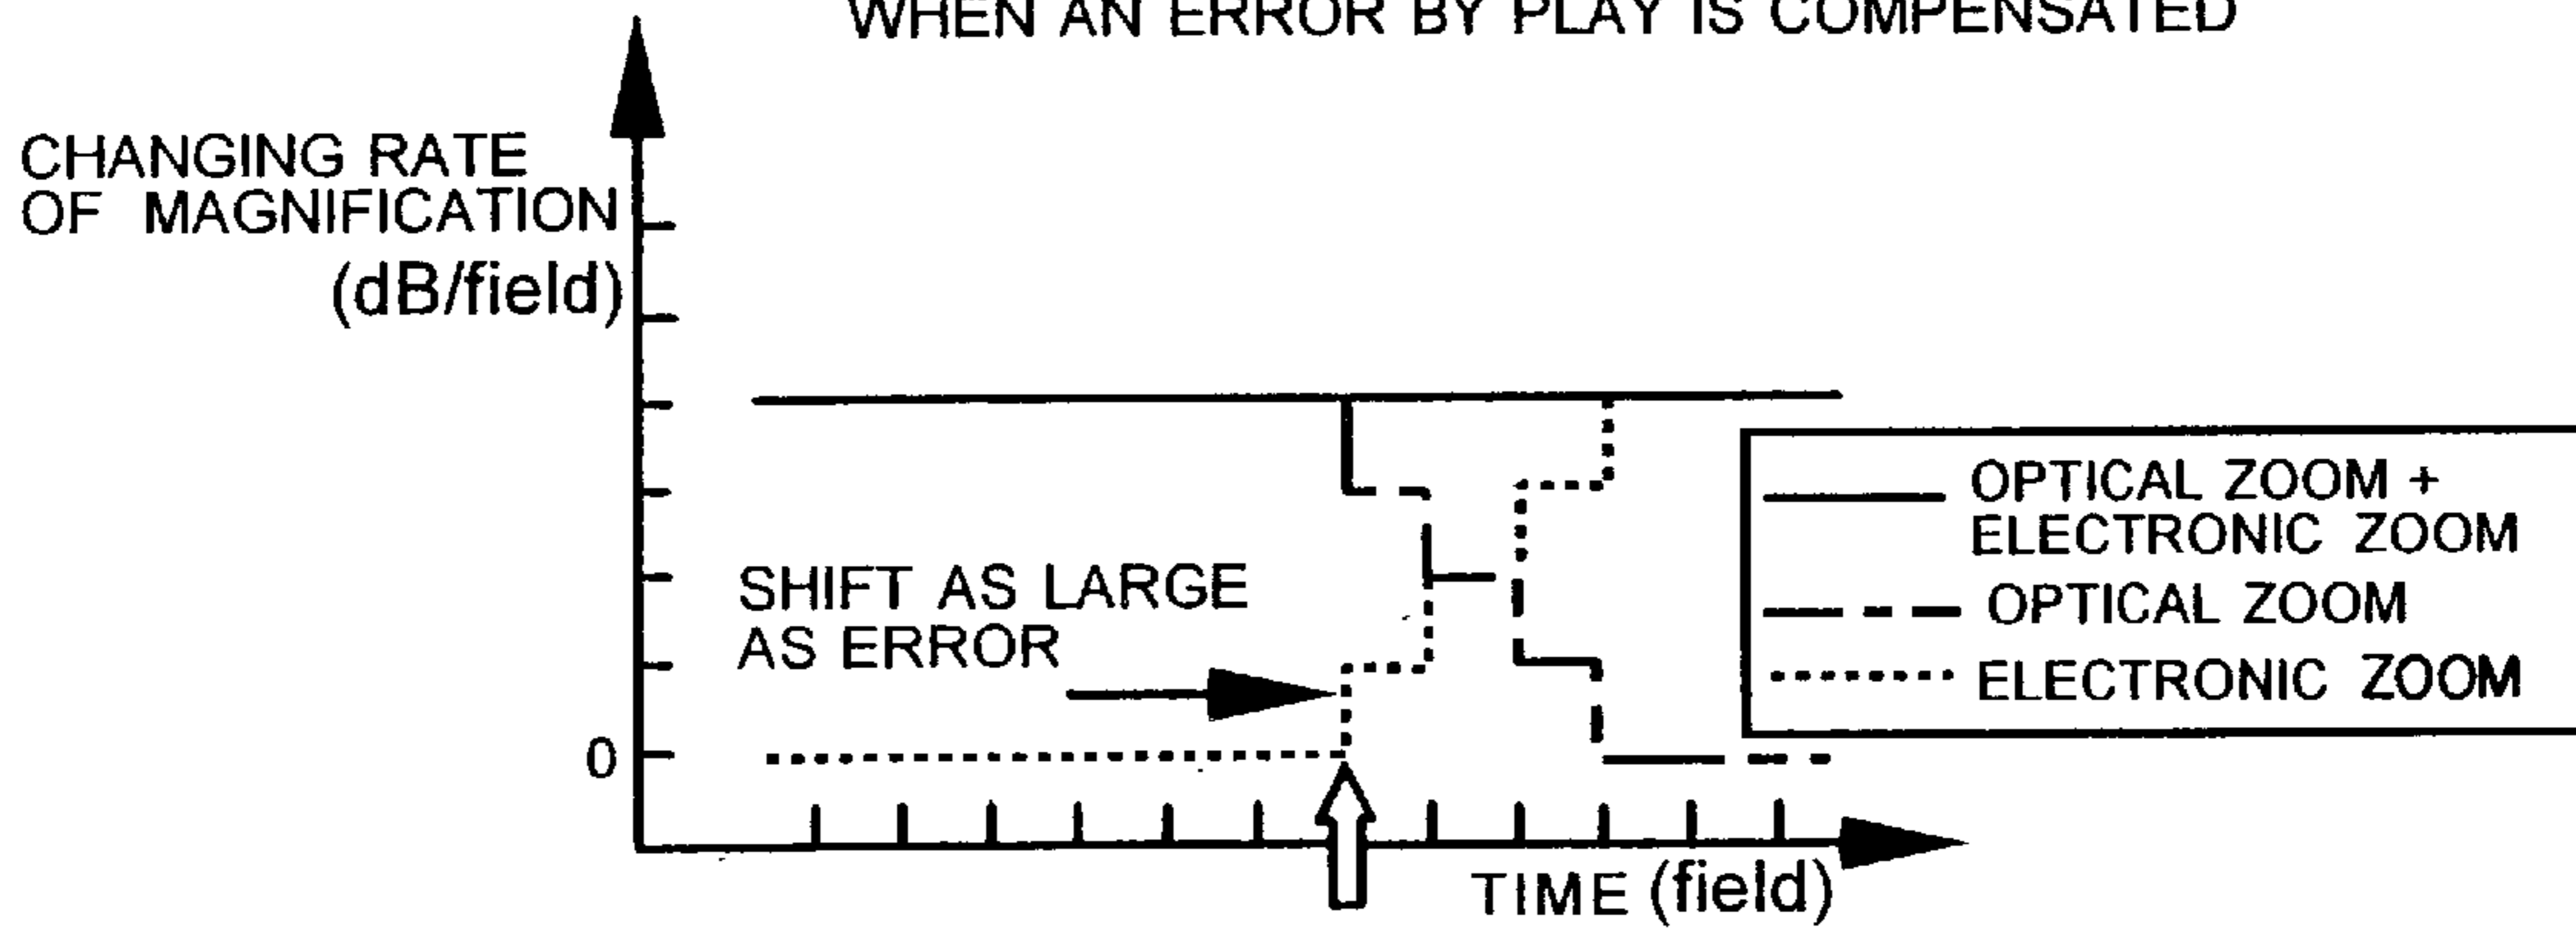 WHEN AN ERROR BY PLAY IS COMPENSATED
CHANGING RATE
OF MAGNIFICATION
(dB/field)
SHIFT AS LARGE
AS ERROR
0
OPTICAL ZOOM +
ELECTRONIC ZOOM
OPTICAL ZOOM
ELECTRONIC ZOOM
TIME (field)